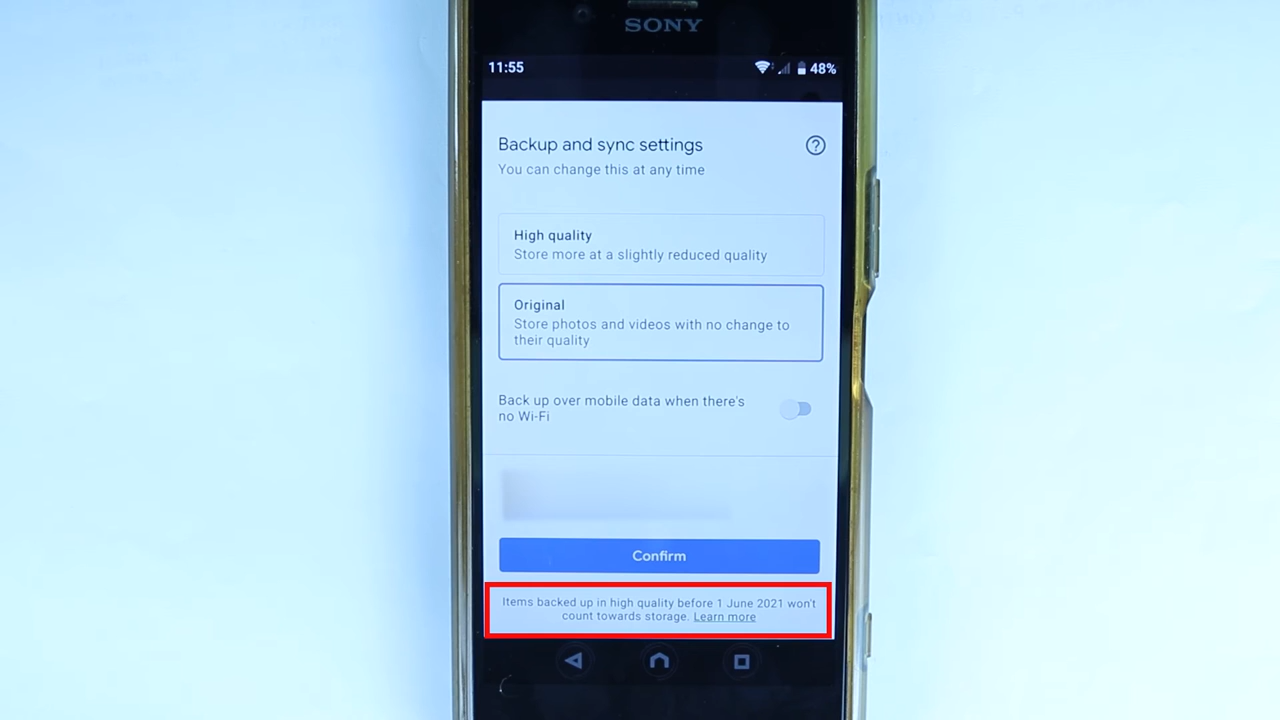 SONY
11:55
48%
Backup and sync settings
You can change this at any time
High quality
Store more at a slightly reduced quality
Original
Store photos and videos with no change to
their quality
Back up over mobile data when there's
no Wi-Fi
Confirm
Items backed up in high quality before 1 June 2021 won't
count towards storage. Learn more